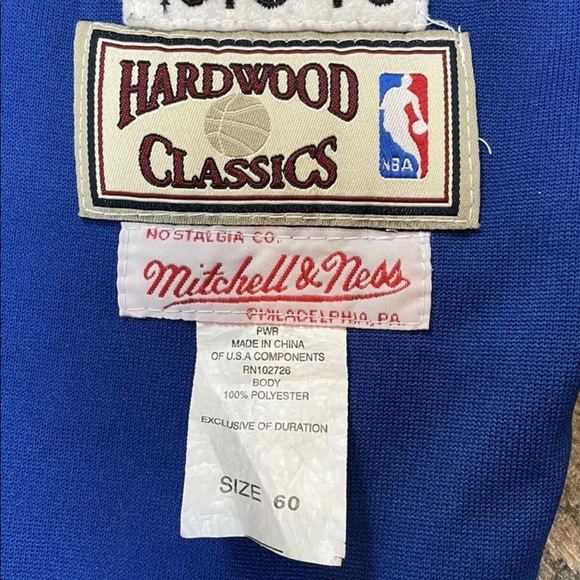 HARDWOOD
CLASSICS
NBA
NOSTALGIA CO.
Mitchell & Ness
PHILADELPHIA, PA.
PWR
MADE IN CHINA
OF U.S.A COMPONENTS
RN102726
BODY
100% POLYESTER
EXCLUSIVE OF DURATION
SIZE 60